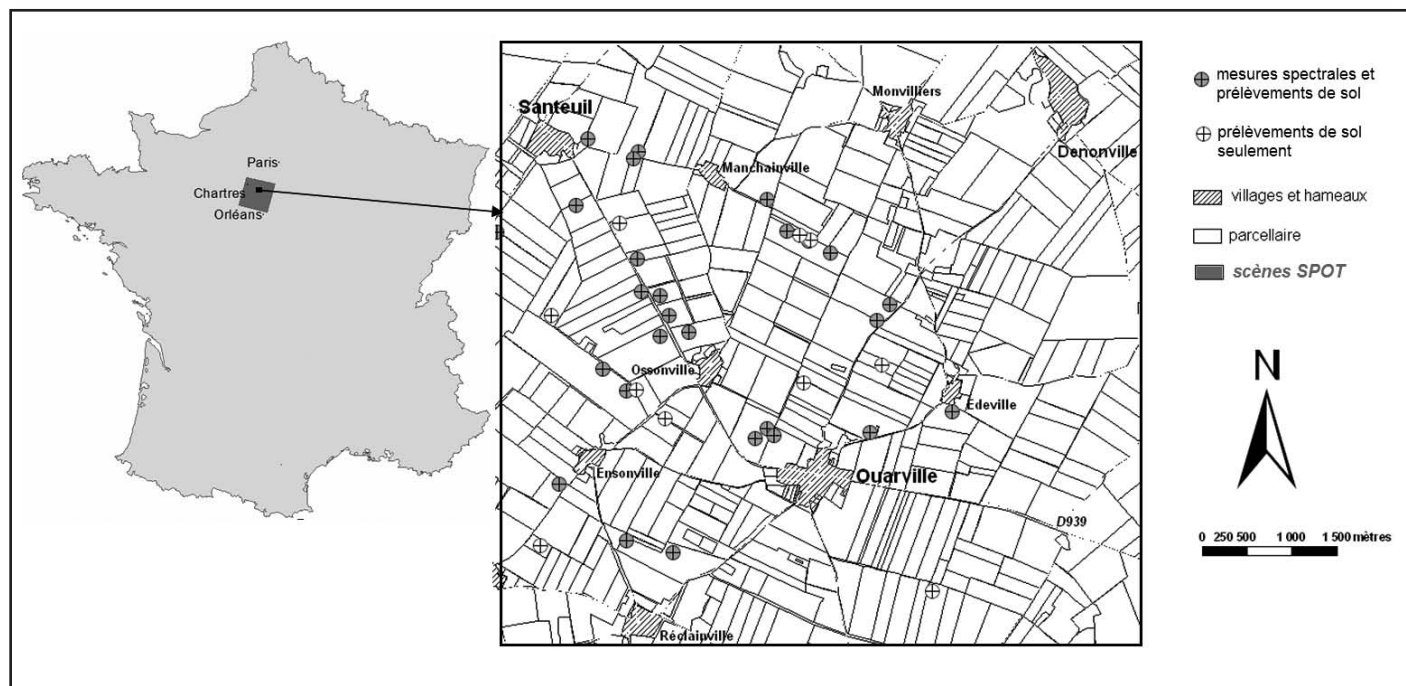 Paris
Chartres
Orléans
Santeuil
Monvilliers
Denonville
Manchainville
Ossonville
Edeville
Ensonville
Ouarville
D939
Réclainville
mesures spectrales et
prélèvements de sol
prélèvements de sol
seulement
villages et hameaux
parcellaire
scènes SPOT
N
0 250 500 1 000 1 500 mètres